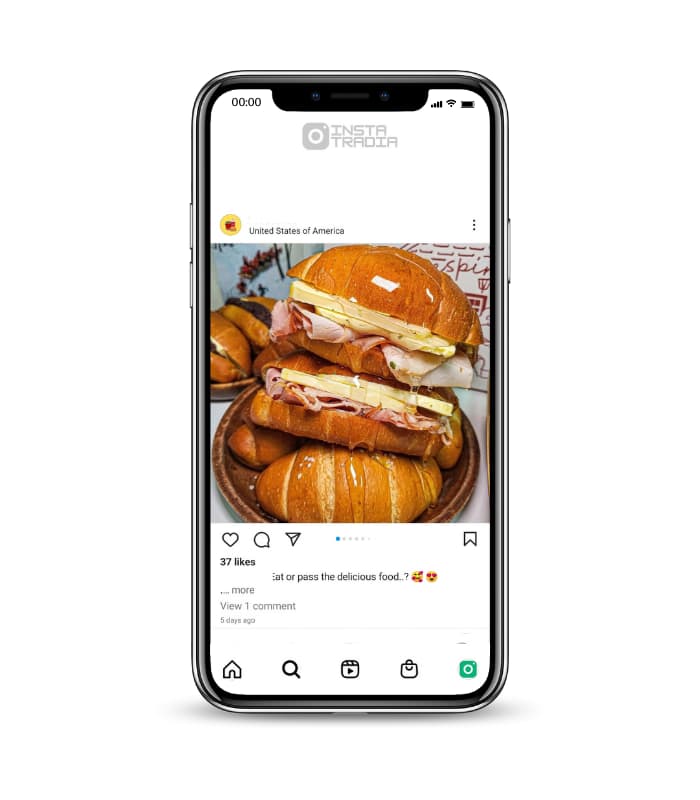 00:00
INSTA
TRADIA
United States of America
espir
37 likes
Eat or pass the delicious food..? 🥰 😍
... more
View 1 comment
5 days ago